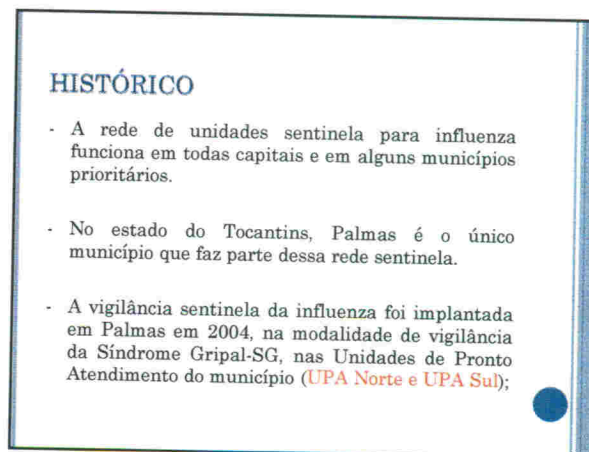 HISTÓRICO
- A rede de unidades sentinela para influenza
funciona em todas capitais e em alguns municípios
prioritários.
- No estado do Tocantins, Palmas é o único
município que faz parte dessa rede sentinela.
- A vigilância sentinela da influenza foi implantada
em Palmas em 2004, na modalidade de vigilância
da Síndrome Gripal-SG, nas Unidades de Pronto
Atendimento do município (UPA Norte e UPA Sul);